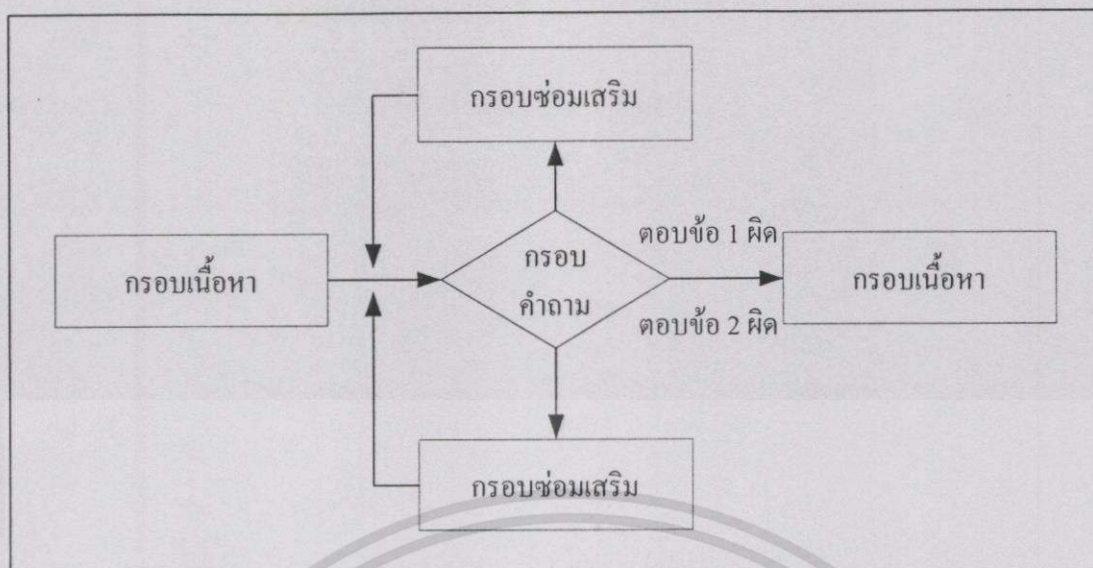 กรอบซ่อมเสริม
กรอบเนื้อหา
กรอบ
คำถาม
ตอบข้อ 1 ผิด
ตอบข้อ 2 ผิด
กรอบเนื้อหา
กรอบซ่อมเสริม